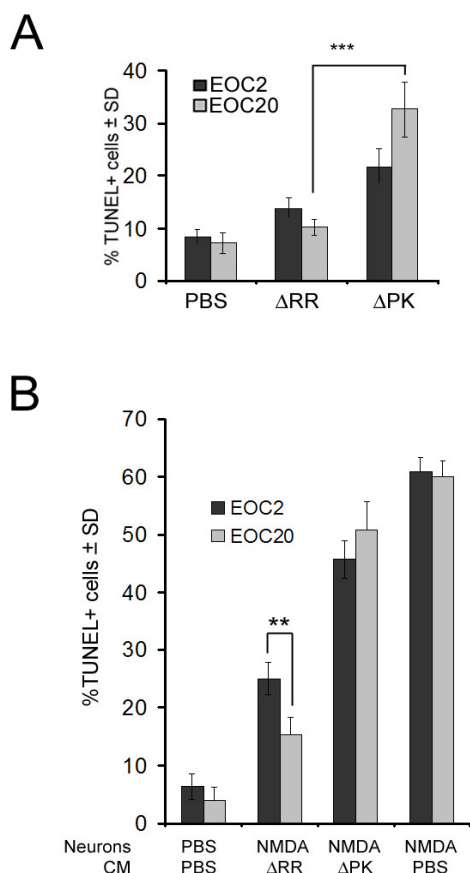 A
***
40
EOC2
EOC20
30
20
10
0
% TUNEL+ cells ± SD
PBS ΔRR ΔPK
B
70
60
EOC2
EOC20
50
40
30
**
20
10
0
%TUNEL+ cells ± SD
Neurons PBS NMDA NMDA NMDA
CM PBS ΔRR ΔPK PBS